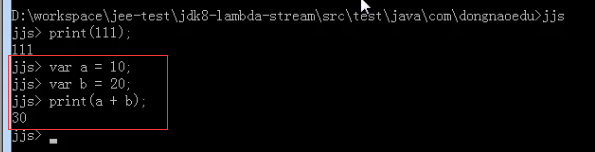 D:\workspace\jee-test\jdk8-lambda-stream\src\test\java\com\dongnaoedu>jjs
jjs> print(111);
111
jjs> var a = 10;
jjs> var b = 20;
jjs> print(a + b);
30
jjs> _